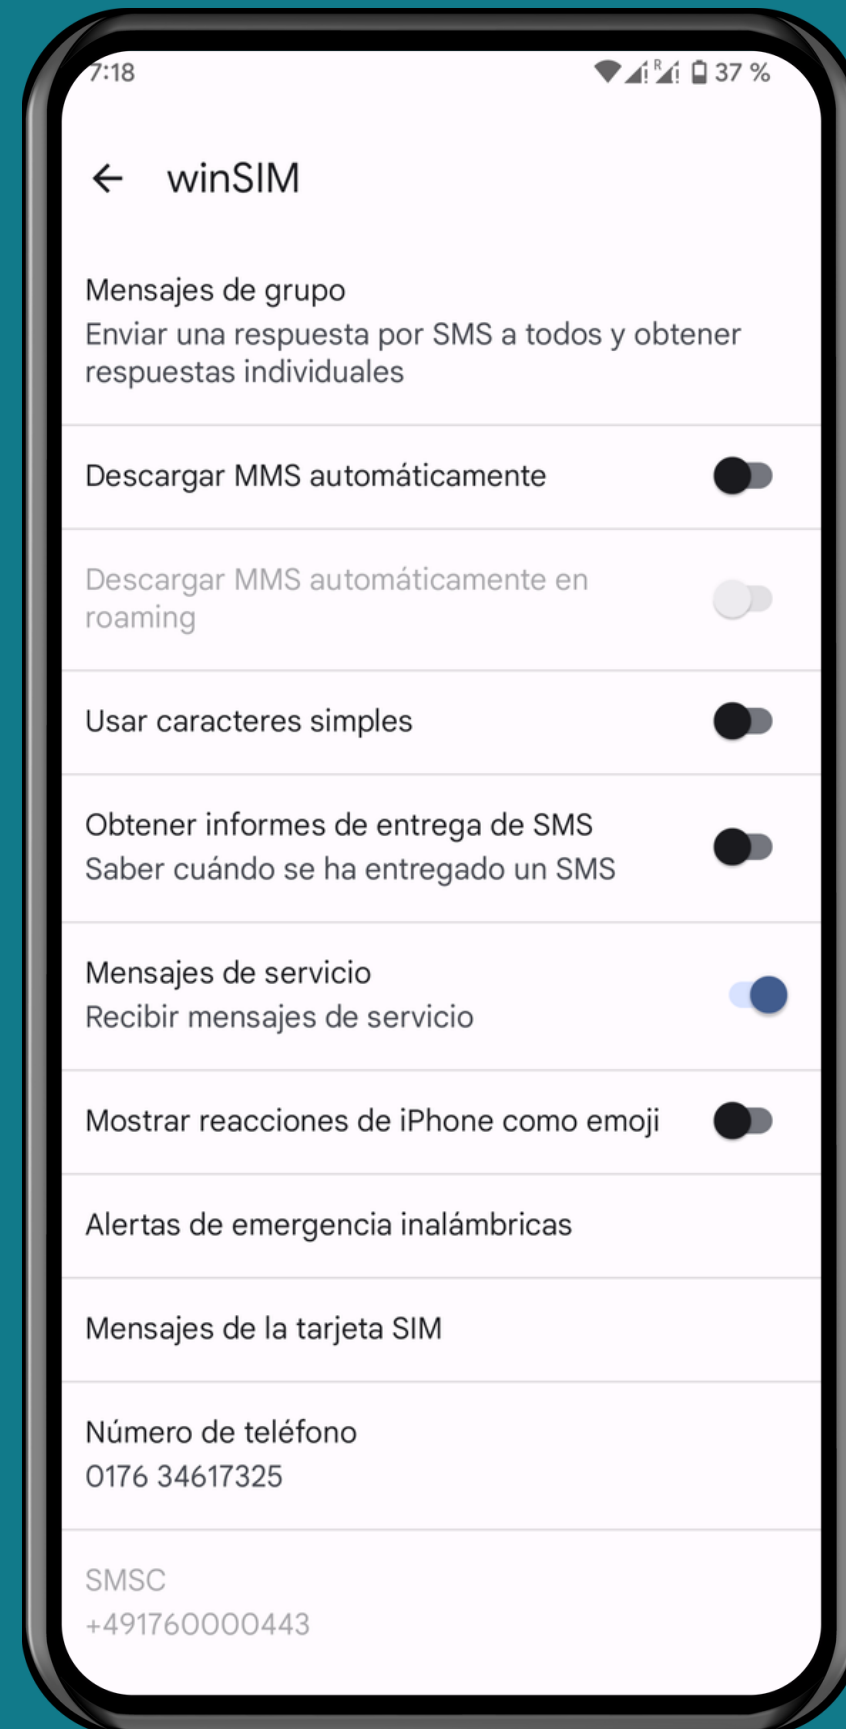 7:18
R
37 %
winSIM
Mensajes de grupo
Enviar una respuesta por SMS a todos y obtener
respuestas individuales
Descargar MMS automáticamente
Descargar MMS automáticamente en
roaming
Usar caracteres simples
Obtener informes de entrega de SMS
Saber cuándo se ha entregado un SMS
Mensajes de servicio
Recibir mensajes de servicio
Mostrar reacciones de iPhone como emoji
Alertas de emergencia inalámbricas
Mensajes de la tarjeta SIM
Número de teléfono
0176 34617325
SMSC
+491760000443